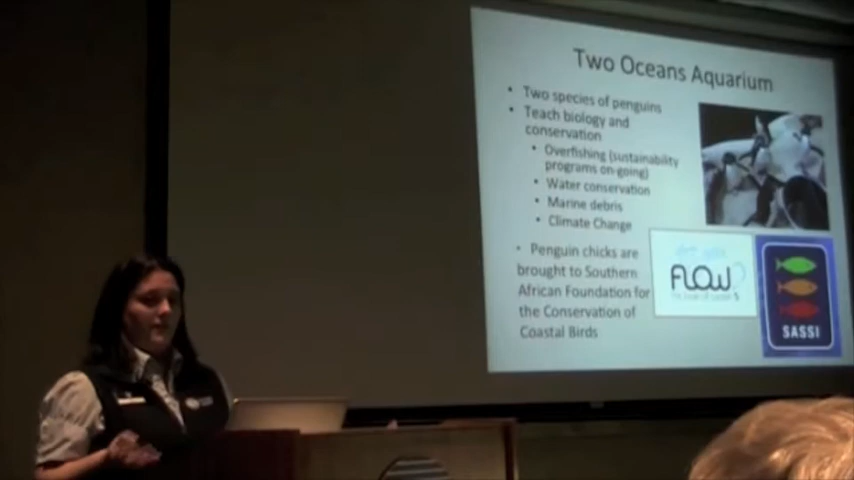 Two Oceans Aquarium
• Two species of penguins
• Teach biology and
conservation
• Overfishing (sustainability
programs on-going)
• Water conservation
• Marine debris
• Climate Change
• Penguin chicks are
brought to Southern
African Foundation for
the Conservation of
Coastal Birds
FLOW
SASSI